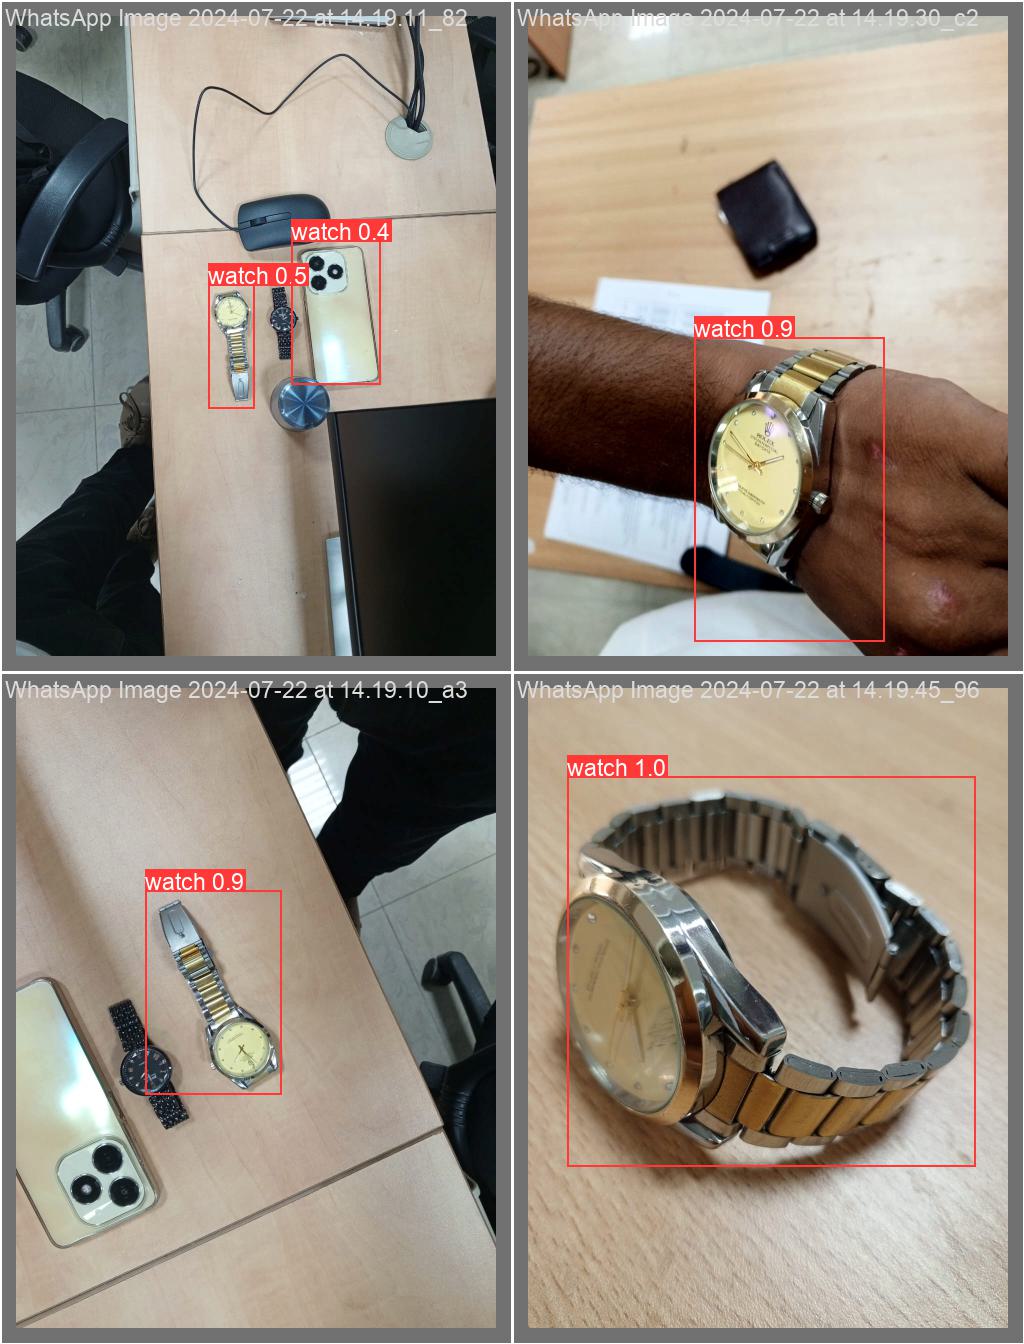 WhatsApp Image 2024-07-22 at 14.19.11_82
watch 0.4
watch 0.5
WhatsApp Image 2024-07-22 at 14.19.30_c2
watch 0.9
ROLEX
WhatsApp Image 2024-07-22 at 14.19.10_a3
watch 0.9
WhatsApp Image 2024-07-22 at 14.19.45_96
watch 1.0